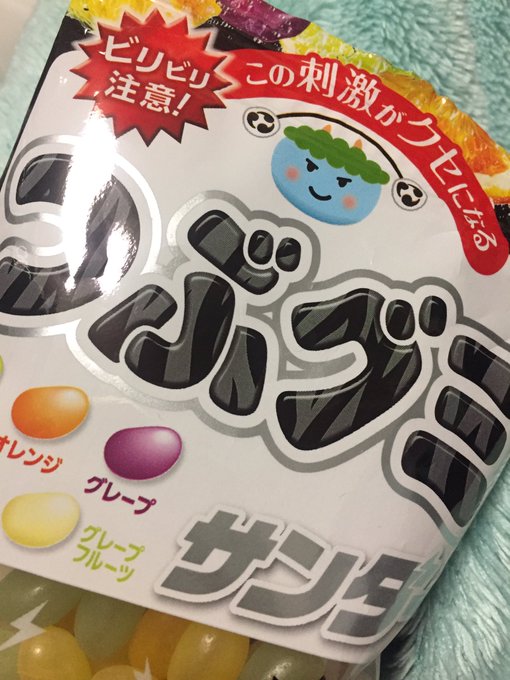 ビリビリ
注意!
この刺激がクセになる
つぶグミ
オレンジ
グレープ
グレープ
フルーツ
サンダ